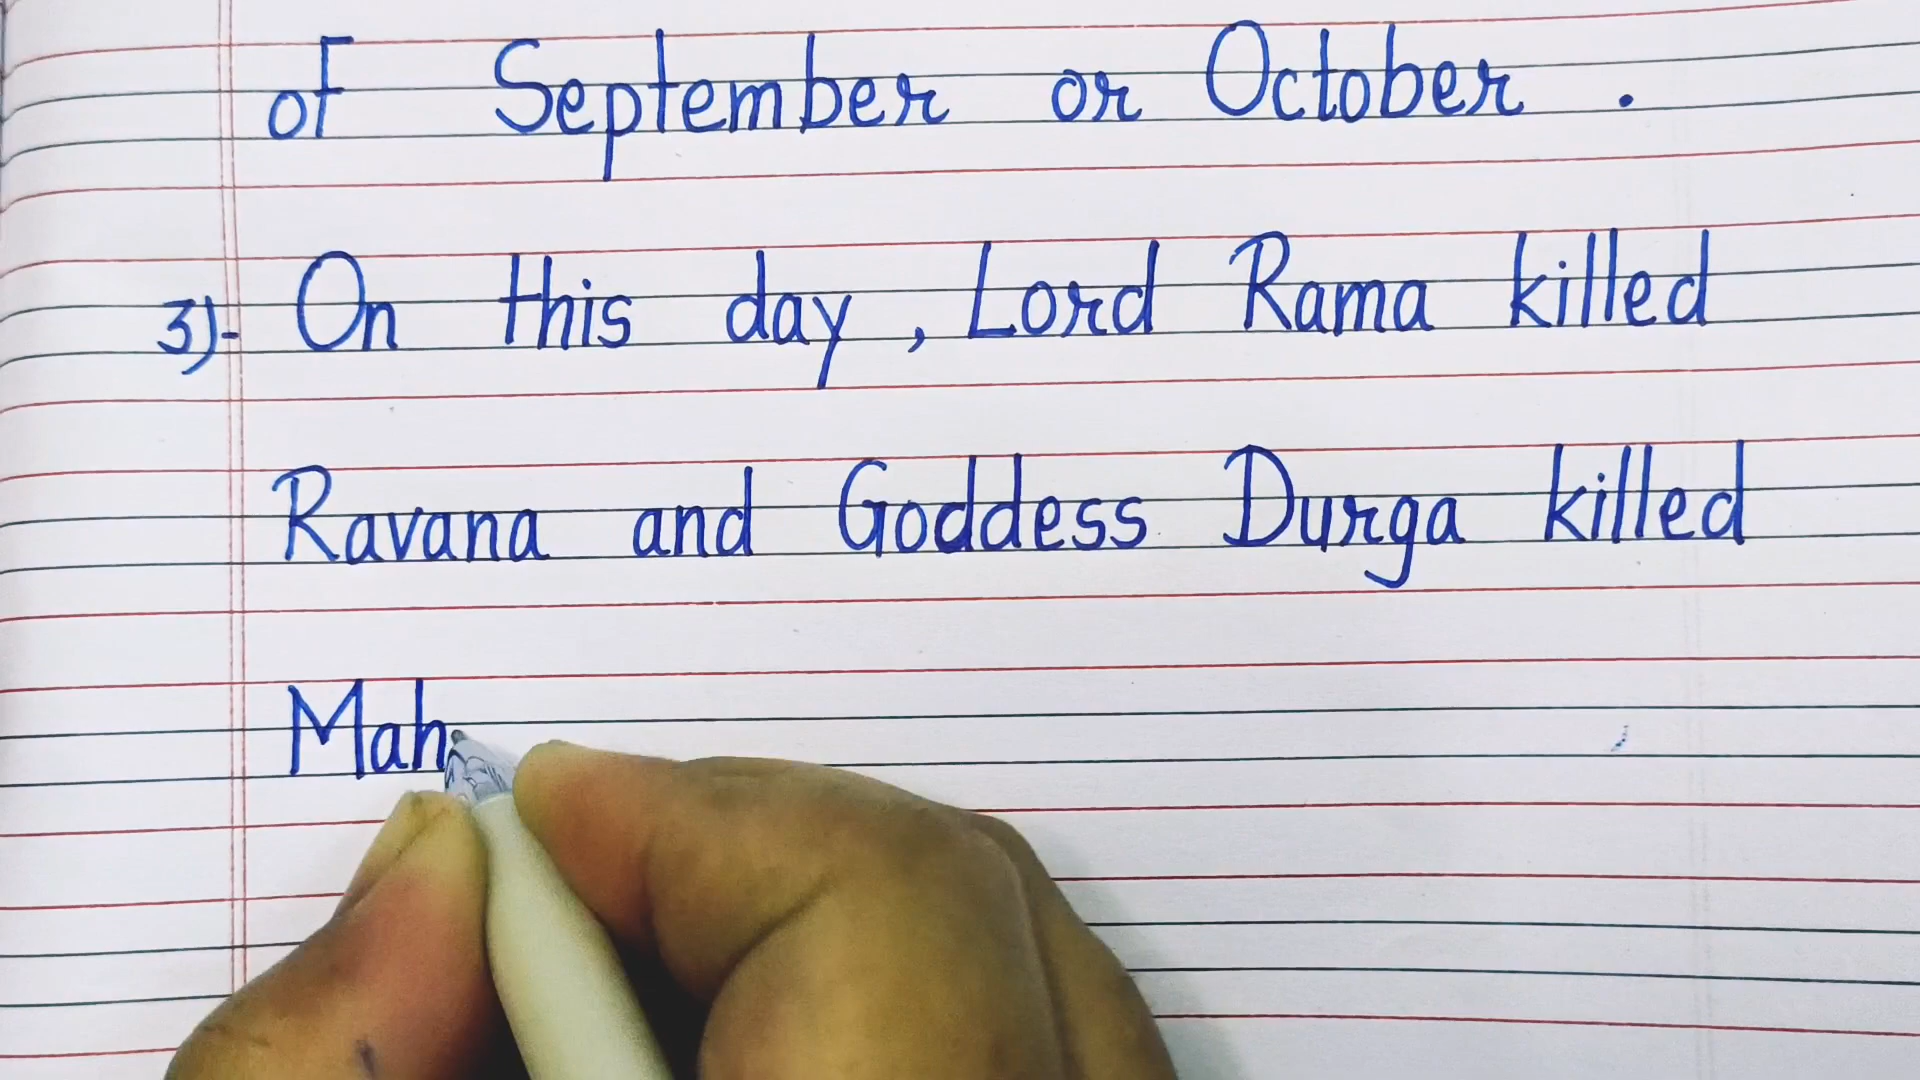 of September or October .
3)- On this day , Lord Rama killed
Ravana and Goddess Durga killed
Mah